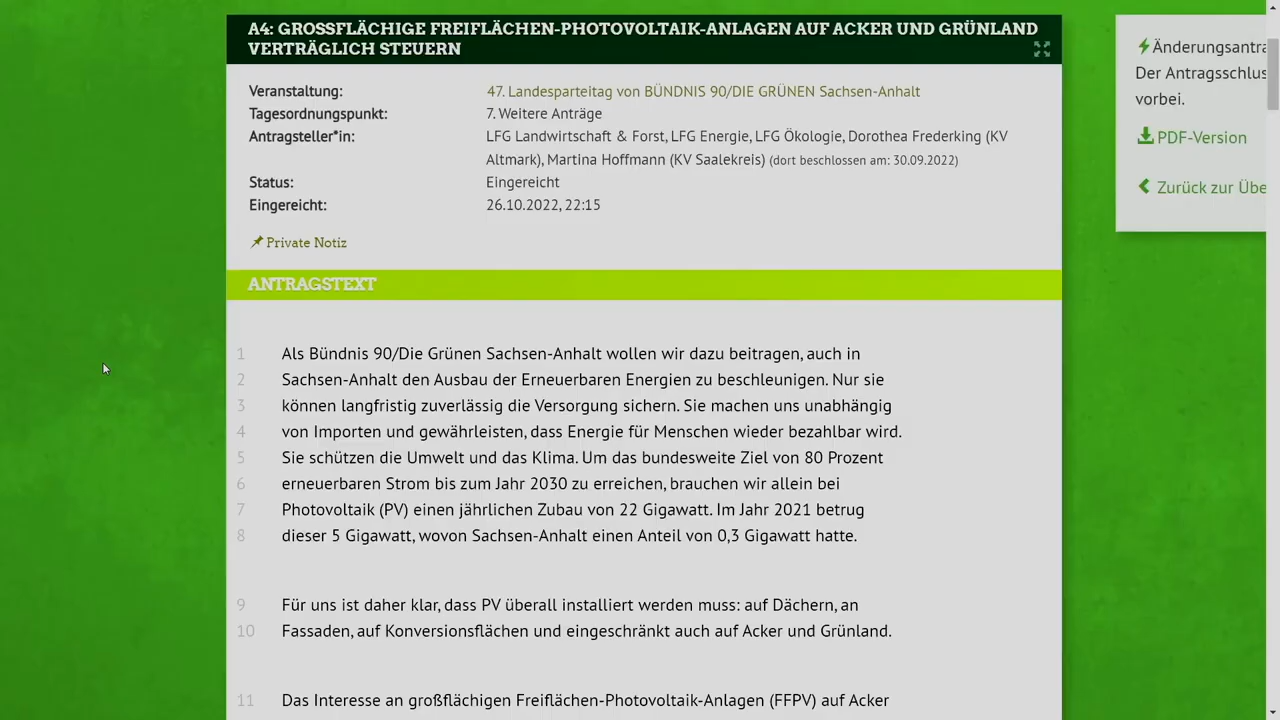 A4: GROSSFLÄCHIGE FREIFLÄCHEN-PHOTOVOLTAIK-ANLAGEN AUF ACKER UND GRÜNLAND
VERTRÄGLICH STEUERN
Veranstaltung: 47. Landesparteitag von BÜNDNIS 90/DIE GRÜNEN Sachsen-Anhalt
Tagesordnungspunkt: 7. Weitere Anträge
Antragsteller*in: LFG Landwirtschaft & Forst, LFG Energie, LFG Ökologie, Dorothea Frederking (KV
Altmark), Martina Hoffmann (KV Saalekreis) (dort beschlossen am: 30.09.2022)
Status: Eingereicht
Eingereicht: 26.10.2022, 22:15
Private Notiz
ANTRAGSTEXT
1 Als Bündnis 90/Die Grünen Sachsen-Anhalt wollen wir dazu beitragen, auch in
2 Sachsen-Anhalt den Ausbau der Erneuerbaren Energien zu beschleunigen. Nur sie
3 können langfristig zuverlässig die Versorgung sichern. Sie machen uns unabhängig
4 von Importen und gewährleisten, dass Energie für Menschen wieder bezahlbar wird.
5 Sie schützen die Umwelt und das Klima. Um das bundesweite Ziel von 80 Prozent
6 erneuerbaren Strom bis zum Jahr 2030 zu erreichen, brauchen wir allein bei
7 Photovoltaik (PV) einen jährlichen Zubau von 22 Gigawatt. Im Jahr 2021 betrug
8 dieser 5 Gigawatt, wovon Sachsen-Anhalt einen Anteil von 0,3 Gigawatt hatte.
9 Für uns ist daher klar, dass PV überall installiert werden muss: auf Dächern, an
10 Fassaden, auf Konversionsflächen und eingeschränkt auch auf Acker und Grünland.
11 Das Interesse an großflächigen Freiflächen-Photovoltaik-Anlagen (FFPV) auf Acker
Änderungsantra
Der Antragsschlus
vorbei.
PDF-Version
Zurück zur Übe